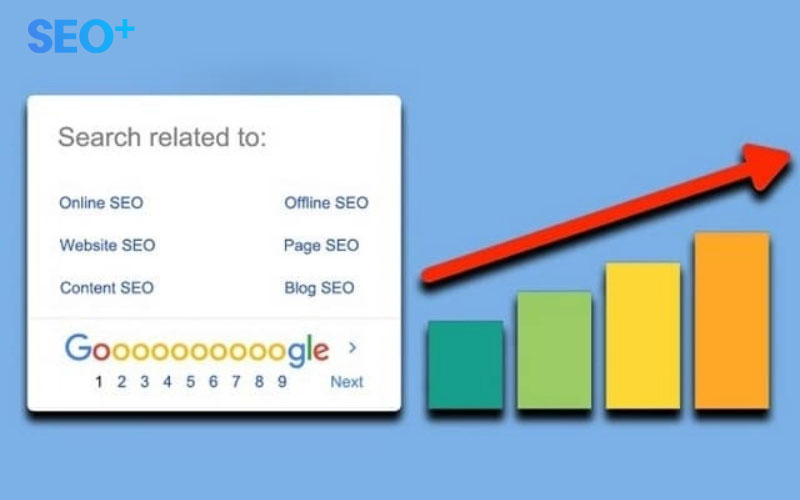 SEO+
Search related to:
Online SEO Offline SEO
Website SEO Page SEO
Content SEO Blog SEO
Gooooooooooogle >
1 2 3 4 5 6 7 8 9 Next